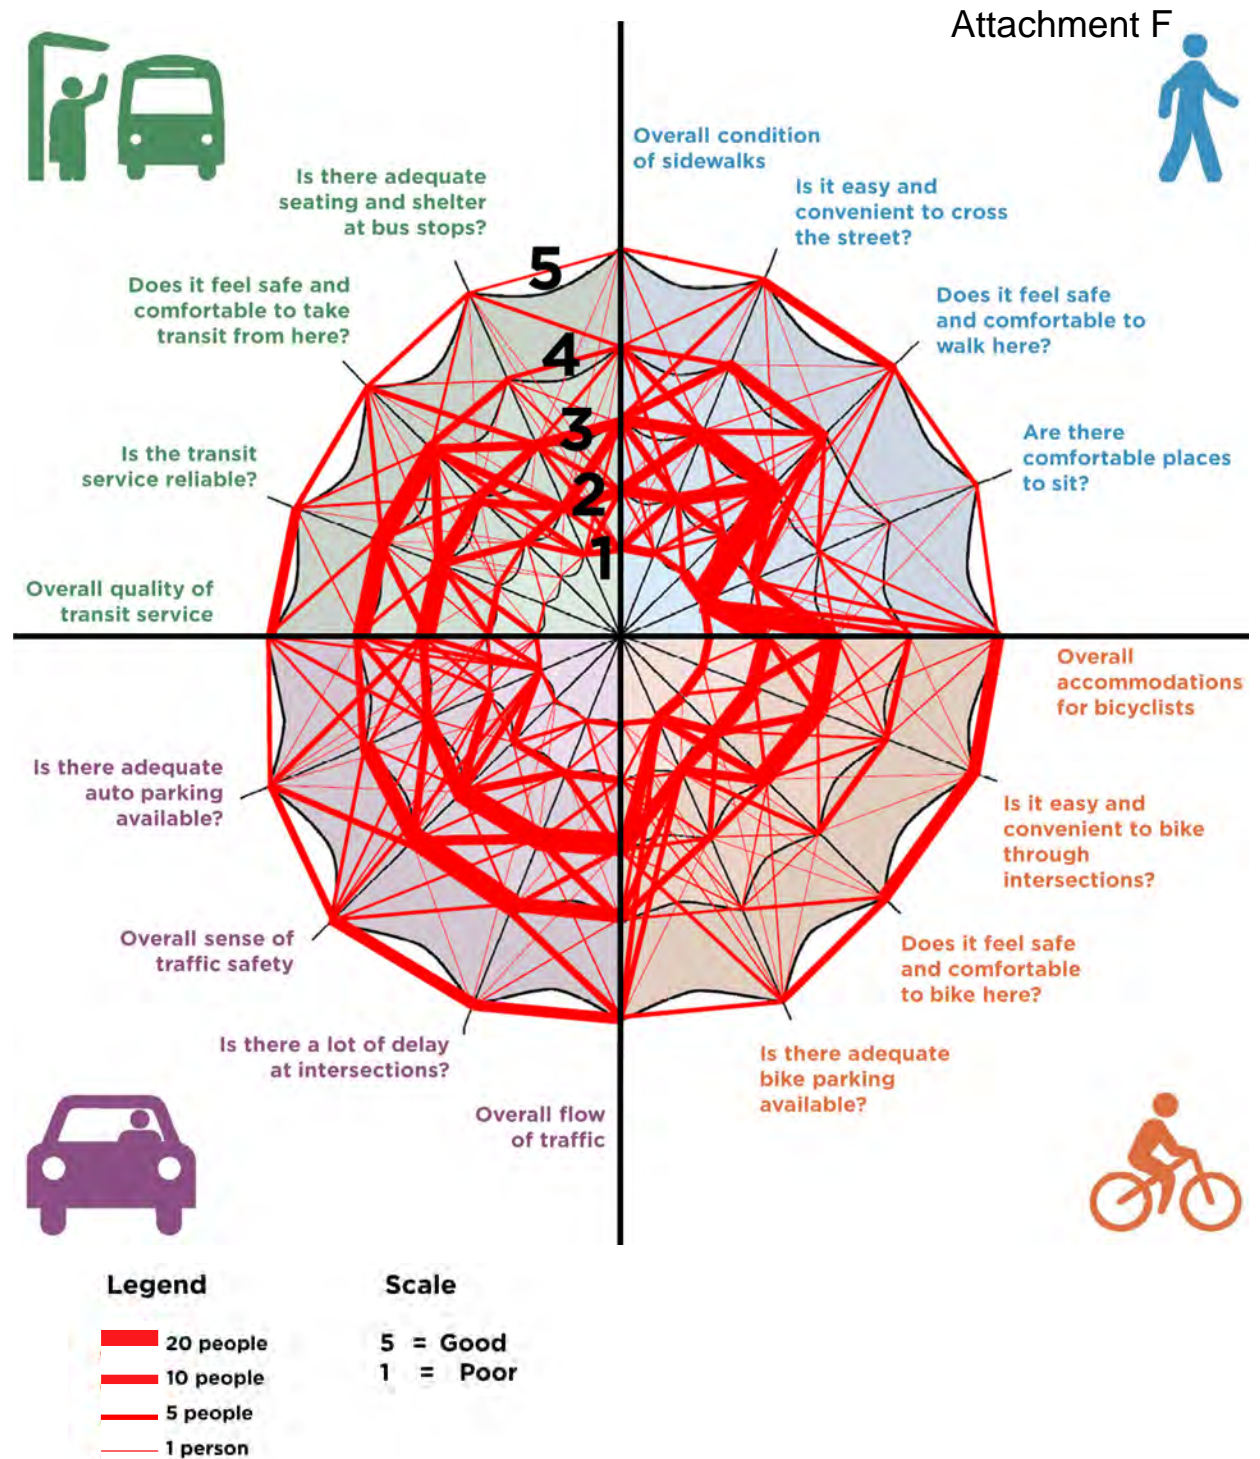 Attachment F
Overall condition
of sidewalks
Is there adequate
seating and shelter
at bus stops?
Is it easy and
convenient to cross
the street?
Does it feel safe and
comfortable to take
transit from here?
Does it feel safe
and comfortable to
walk here?
Is the transit
service reliable?
Are there
comfortable places
to sit?
Overall quality of
transit service
5
4
3
2
1
Overall
accommodations
for bicyclists
Is there adequate
auto parking
available?
Is it easy and
convenient to bike
through
intersections?
Overall sense of
traffic safety
Does it feel safe
and comfortable
to bike here?
Is there a lot of delay
at intersections?
Is there adequate
bike parking
available?
Overall flow
of traffic
Legend
20 people
10 people
5 people
1 person
Scale
5 = Good
1 = Poor